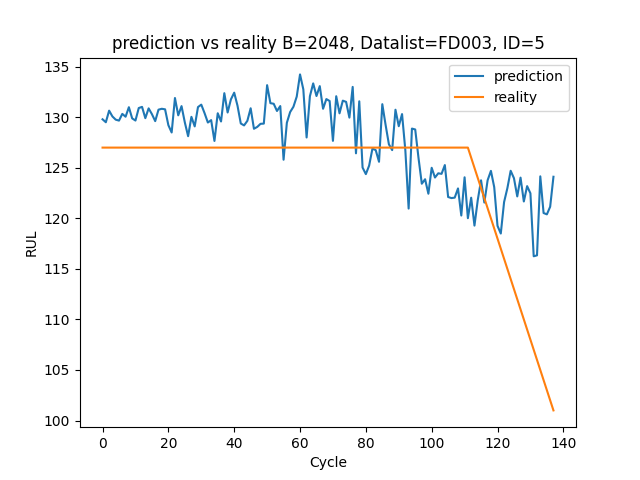 prediction vs reality B=2048, Datalist=FD003, ID=5
prediction
reality
RUL
135
130
125
120
115
110
105
100
0 20 40 60 80 100 120 140
Cycle